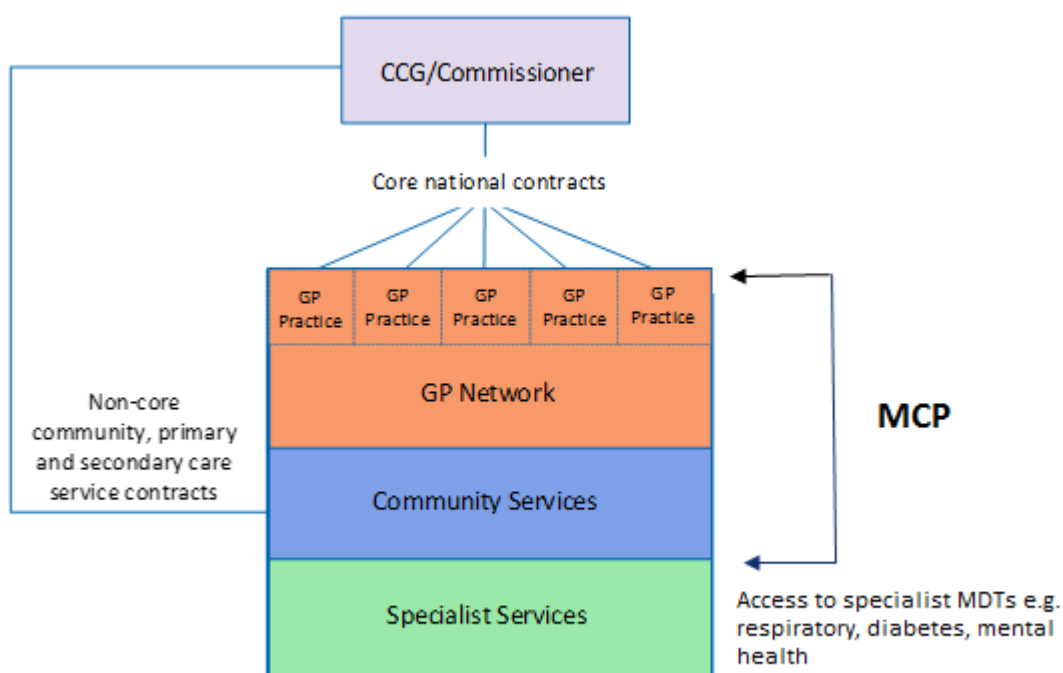 CCG/Commissioner
Core national contracts
GP
Practice
GP
Practice
GP
Practice
GP
Practice
GP
Practice
GP Network
Non-core
community, primary
and secondary care
service contracts
MCP
Community Services
Specialist Services
Access to specialist MDTs e.g.
respiratory, diabetes, mental
health